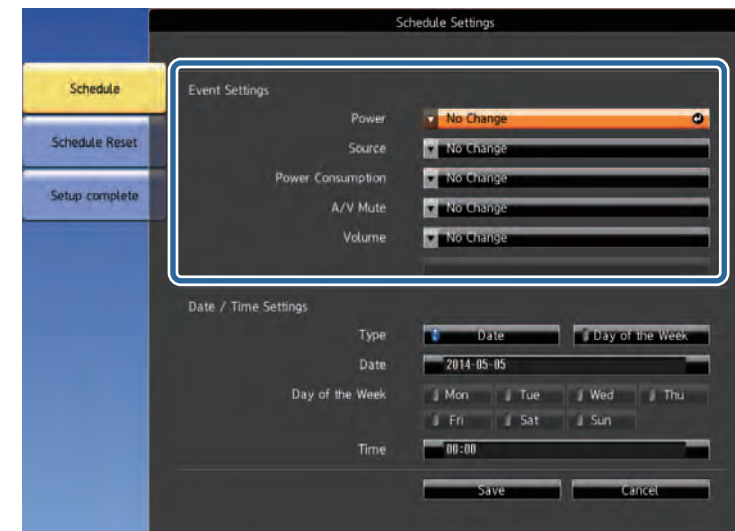 Schedule Settings
Schedule
Schedule Reset
Setup complete
Event Settings
Power No Change
Source No Change
Power Consumption No Change
A/V Mute No Change
Volume No Change
Date / Time Settings
Type Date Day of the Week
Date 2014-05-05
Day of the Week Mon Tue Wed Thu
Fri Sat Sun
Time 00:00
Save Cancel